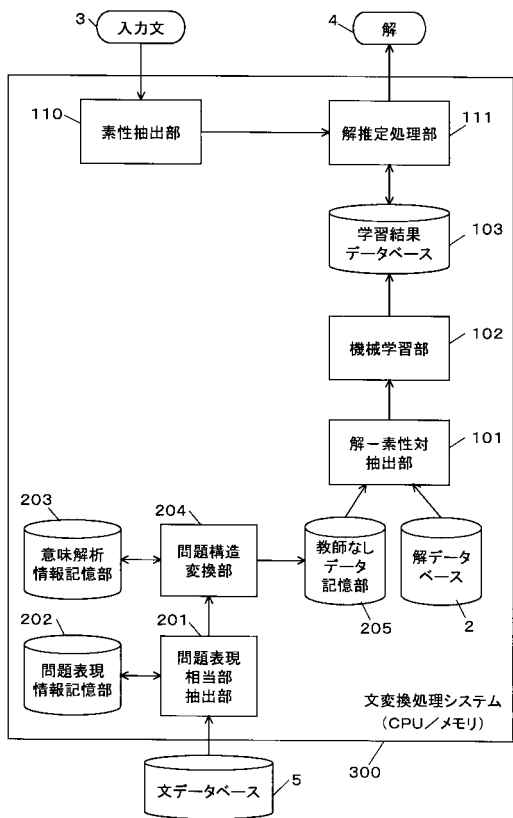 3
入力文
4
解
110
素性抽出部
解推定処理部
111
学習結果
データベース
103
機械学習部
102
解－素性対
抽出部
101
203
意味解析
情報記憶部
204
問題構造
変換部
教師なし
データ
記憶部
205
解データ
ベース
2
202
問題表現
情報記憶部
201
問題表現
相当部
抽出部
文変換処理システム
（CPU／メモリ）
300
文データベース
5